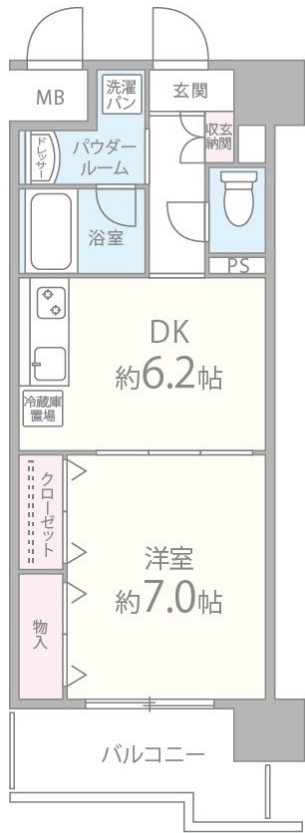 MB
洗濯
パン
玄関
ドレッサー
パウダー
ルーム
玄関
収納
浴室
PS
DK
約6.2帖
冷蔵庫
置場
クローゼット
洋室
約7.0帖
物入
バルコニー